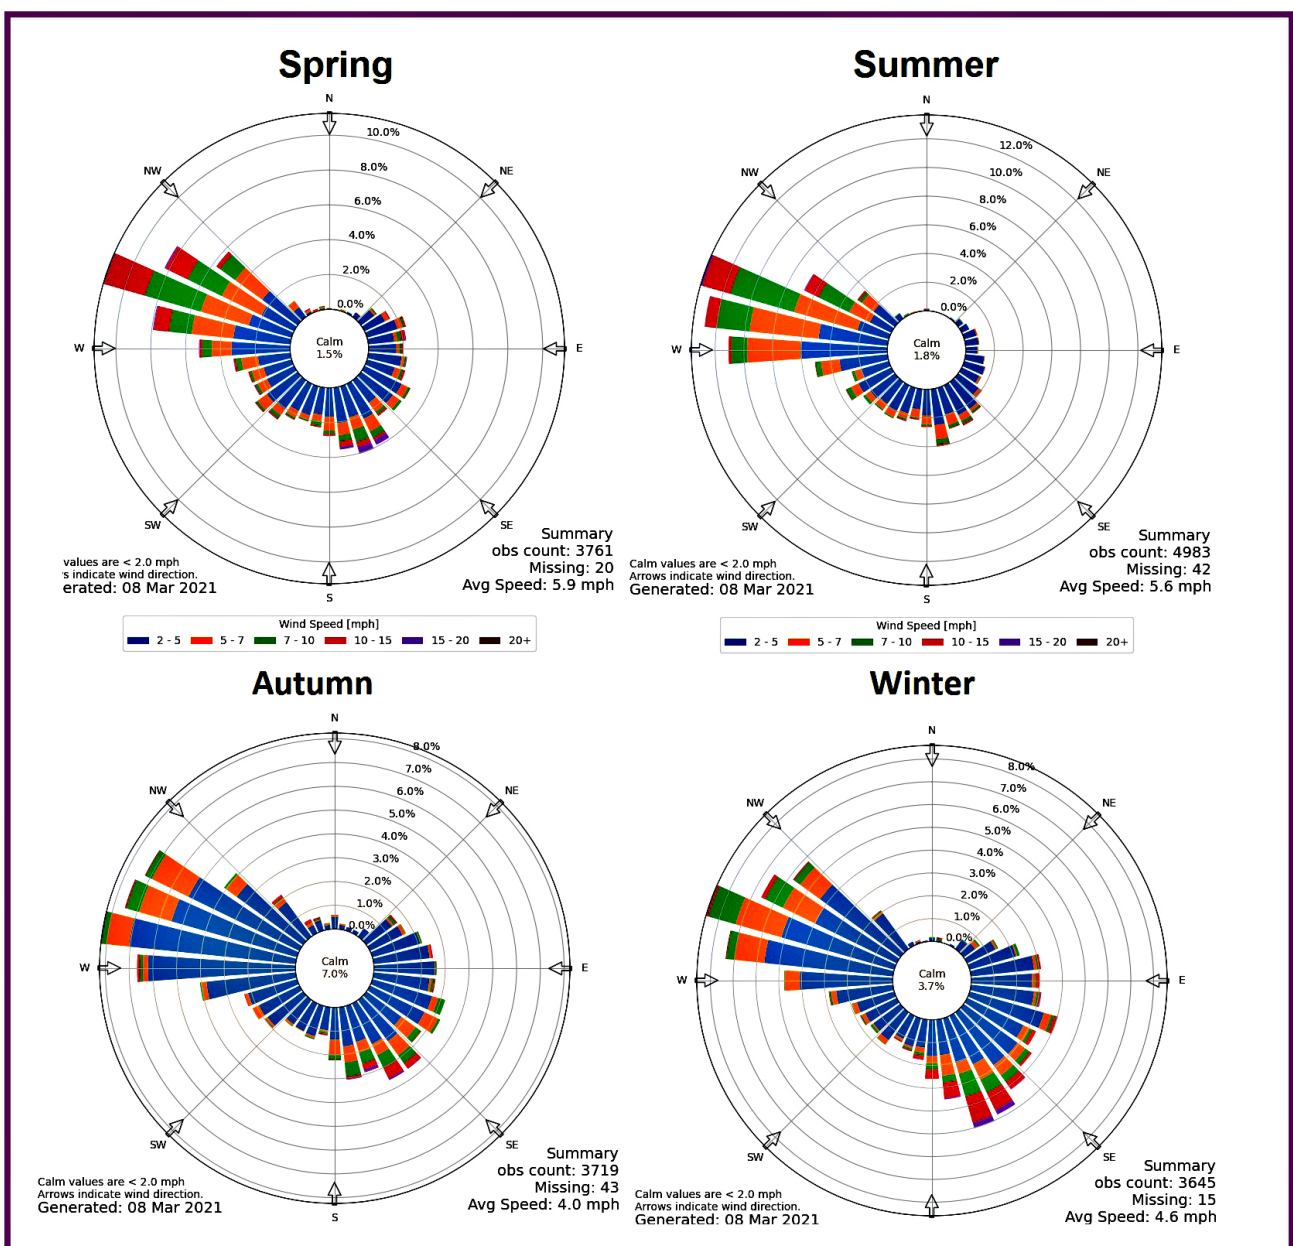 Spring
N
10.0%
8.0%
6.0%
4.0%
2.0%
0.0%
NW
NE
W
E
Calm
1.5%
SW
SE
S
values are < 2.0 mph
s indicate wind direction.
erated: 08 Mar 2021
Summary
obs count: 3761
Missing: 20
Avg Speed: 5.9 mph
Wind Speed [mph]
2 - 5 5 - 7 7 - 10 10 - 15 15 - 20 20+
Summer
N
12.0%
10.0%
8.0%
6.0%
4.0%
2.0%
0.0%
NW
NE
W
E
Calm
1.8%
SW
SE
S
Calm values are < 2.0 mph
Arrows indicate wind direction.
Generated: 08 Mar 2021
Summary
obs count: 4983
Missing: 42
Avg Speed: 5.6 mph
Wind Speed [mph]
2 - 5 5 - 7 7 - 10 10 - 15 15 - 20 20+
Autumn
N
8.0%
7.0%
6.0%
5.0%
4.0%
3.0%
2.0%
1.0%
0.0%
NW
NE
W
E
Calm
7.0%
SW
SE
S
Calm values are < 2.0 mph
Arrows indicate wind direction.
Generated: 08 Mar 2021
Summary
obs count: 3719
Missing: 43
Avg Speed: 4.0 mph
Winter
N
8.0%
7.0%
6.0%
5.0%
4.0%
3.0%
2.0%
1.0%
0.0%
NW
NE
W
E
Calm
3.7%
SW
SE
Calm values are < 2.0 mph
Arrows indicate wind direction.
Generated: 08 Mar 2021
Summary
obs count: 3645
Missing: 15
Avg Speed: 4.6 mph